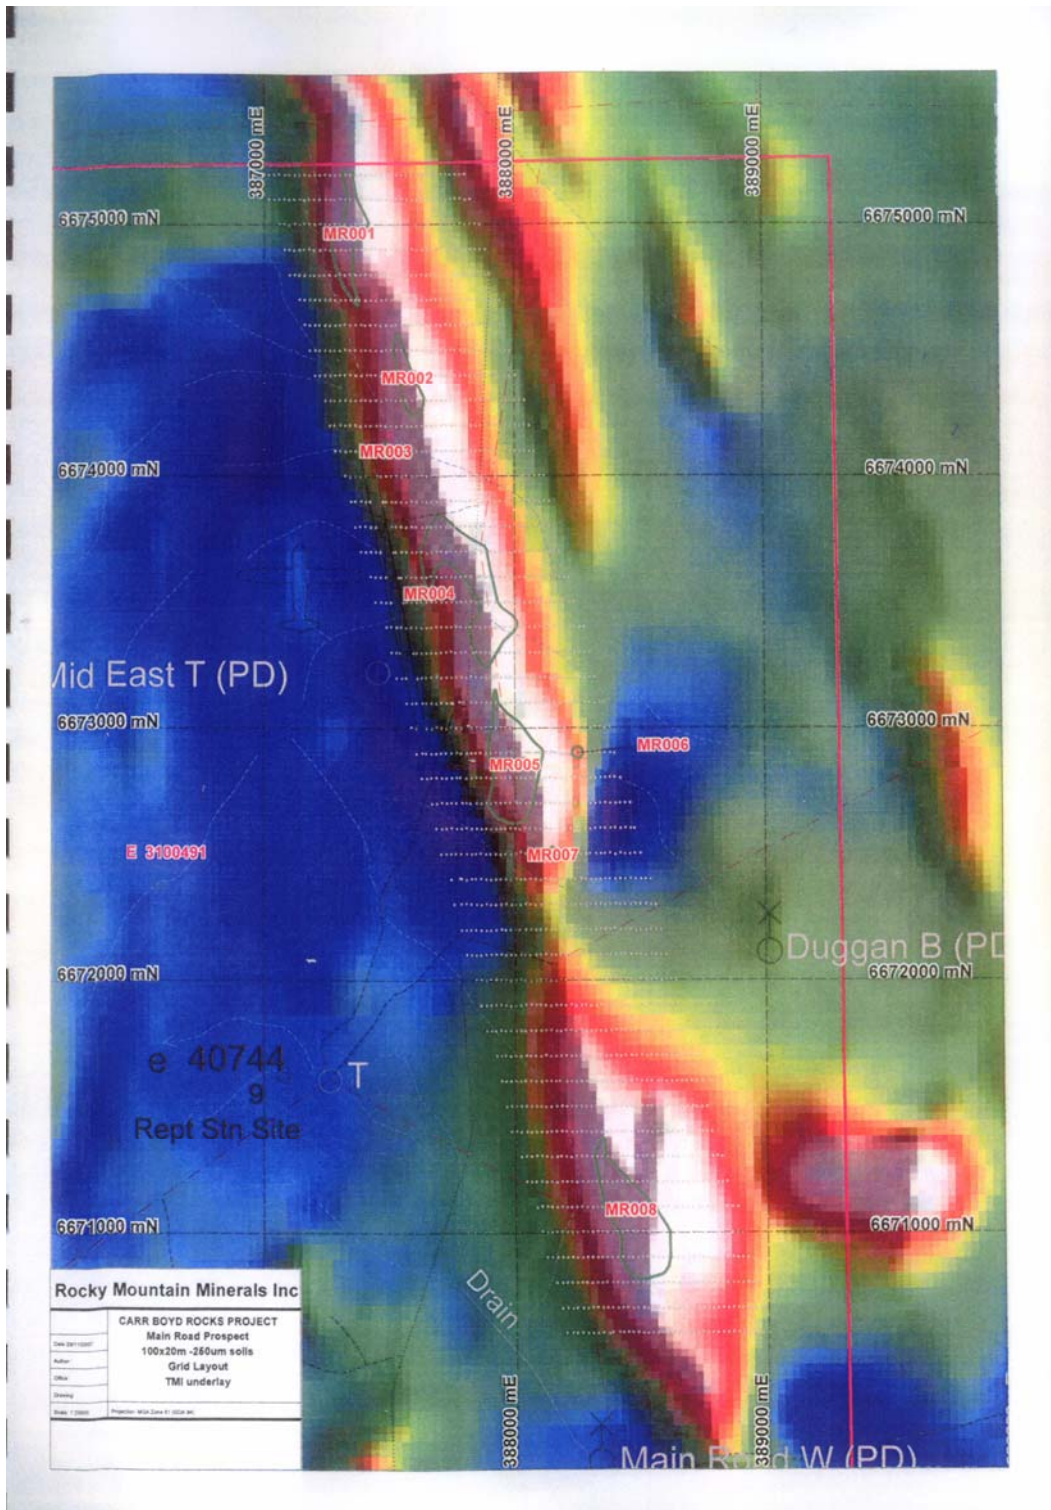 387000 mE
388000 mE
389000 mE
6675000 mN
6675000 mN
MR001
MR002
MR003
6674000 mN
6674000 mN
MR004
Mid East T (PD)
6673000 mN
6673000 mN
MR006
MR005
E 3100491
MR007
Duggan B (PD
6672000 mN
6672000 mN
e 40744
9
T
Rept Stn Site
MR008
6671000 mN
6671000 mN
Drain
Rocky Mountain Minerals Inc
CARR BOYD ROCKS PROJECT
Main Road Prospect
100x20m -250um soils
Grid Layout
TMI underlay
Author:
Office:
Drawing:
388000 mE
389000 mE
Main Road W (PD)